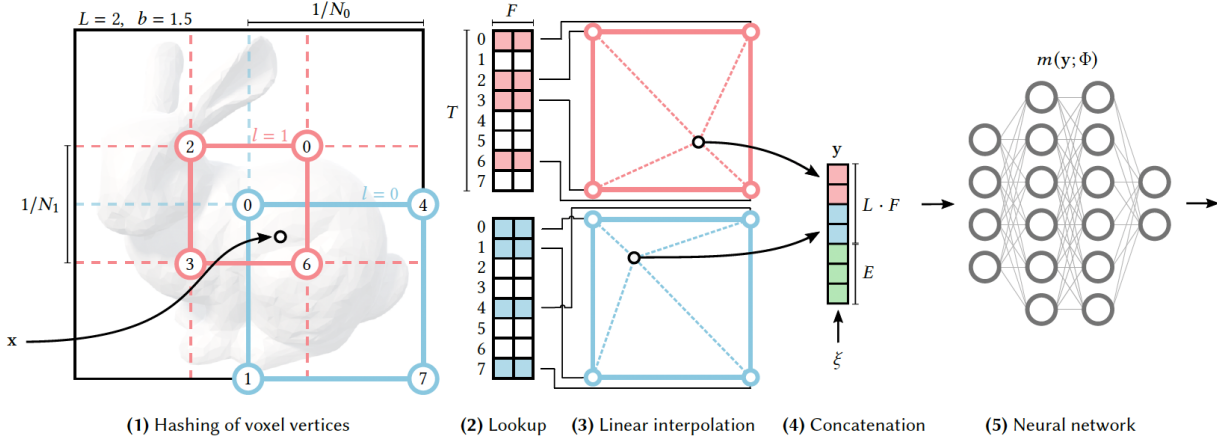 L = 2, b = 1.5
1/N₀
l = 1
2
0
1/N₁
l = 0
0
4
3
6
x
1
7
F
T
0
1
2
3
4
5
6
7
0
1
2
3
4
5
6
7
y
L · F
E
ξ
m(y; Φ)
(1) Hashing of voxel vertices
(2) Lookup
(3) Linear interpolation
(4) Concatenation
(5) Neural network